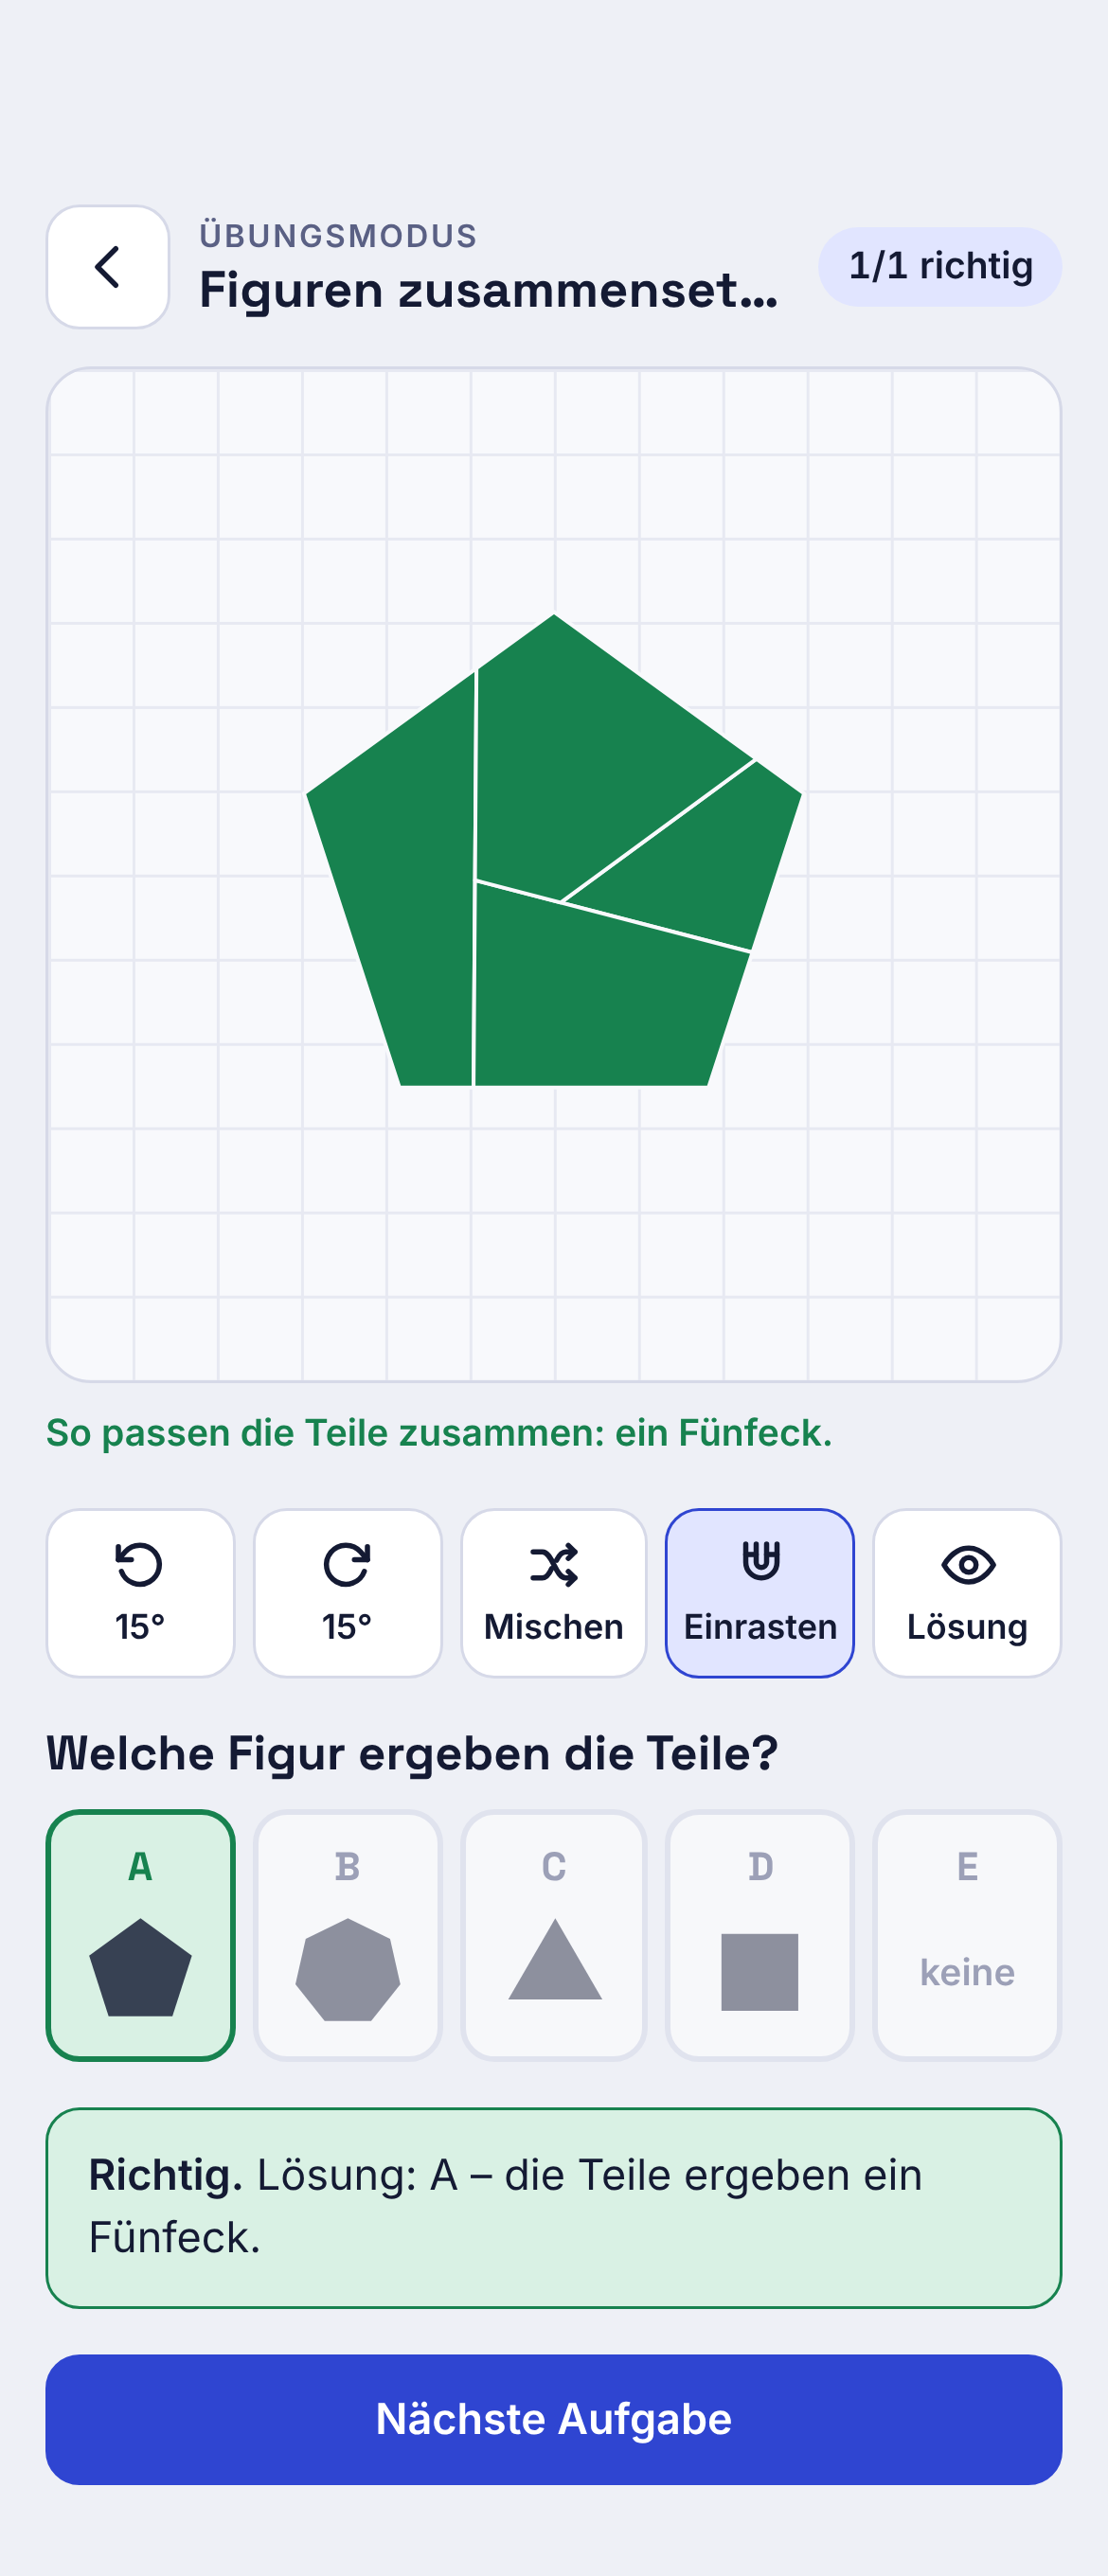 ÜBUNGSMODUS
Figuren zusammenset...
1/1 richtig
So passen die Teile zusammen: ein Fünfeck.
15°
15°
Mischen
Einrasten
Lösung
Welche Figur ergeben die Teile?
A
B
C
D
E
keine
Richtig. Lösung: A – die Teile ergeben ein
Fünfeck.
Nächste Aufgabe